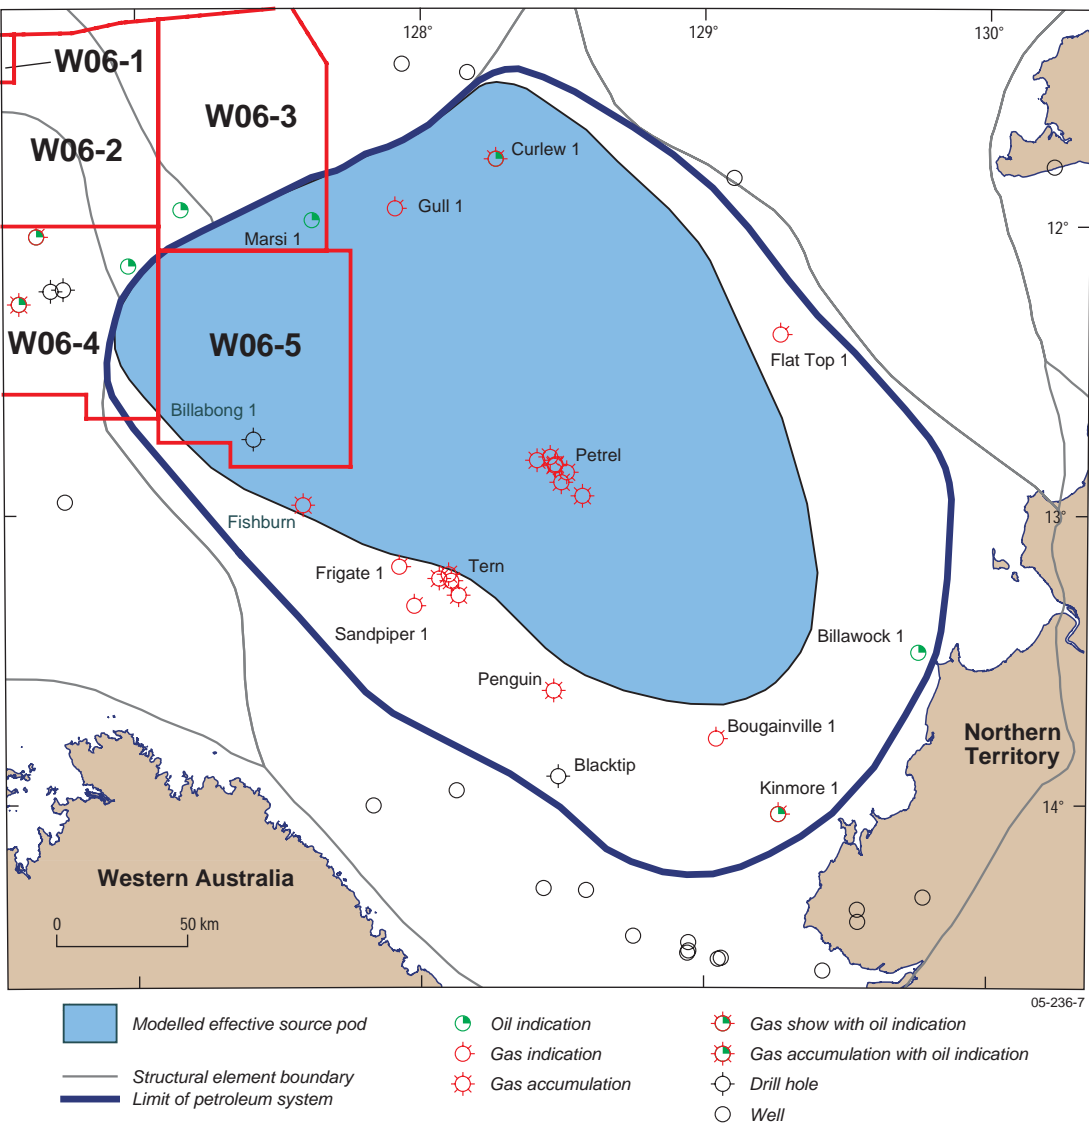 128°
129°
130°
W06-1
W06-3
W06-2
Curlew 1
Gull 1
12°
Marsi 1
W06-4
W06-5
Flat Top 1
Billabong 1
Petrel
Fishburn
13°
Frigate 1
Tern
Sandpiper 1
Billawock 1
Penguin
Bougainville 1
Northern
Territory
Blacktip
Kinmore 1
14°
Western Australia
0
50 km
05-236-7
Modelled effective source pod
Structural element boundary
Limit of petroleum system
Oil indication
Gas indication
Gas accumulation
Gas show with oil indication
Gas accumulation with oil indication
Drill hole
Well